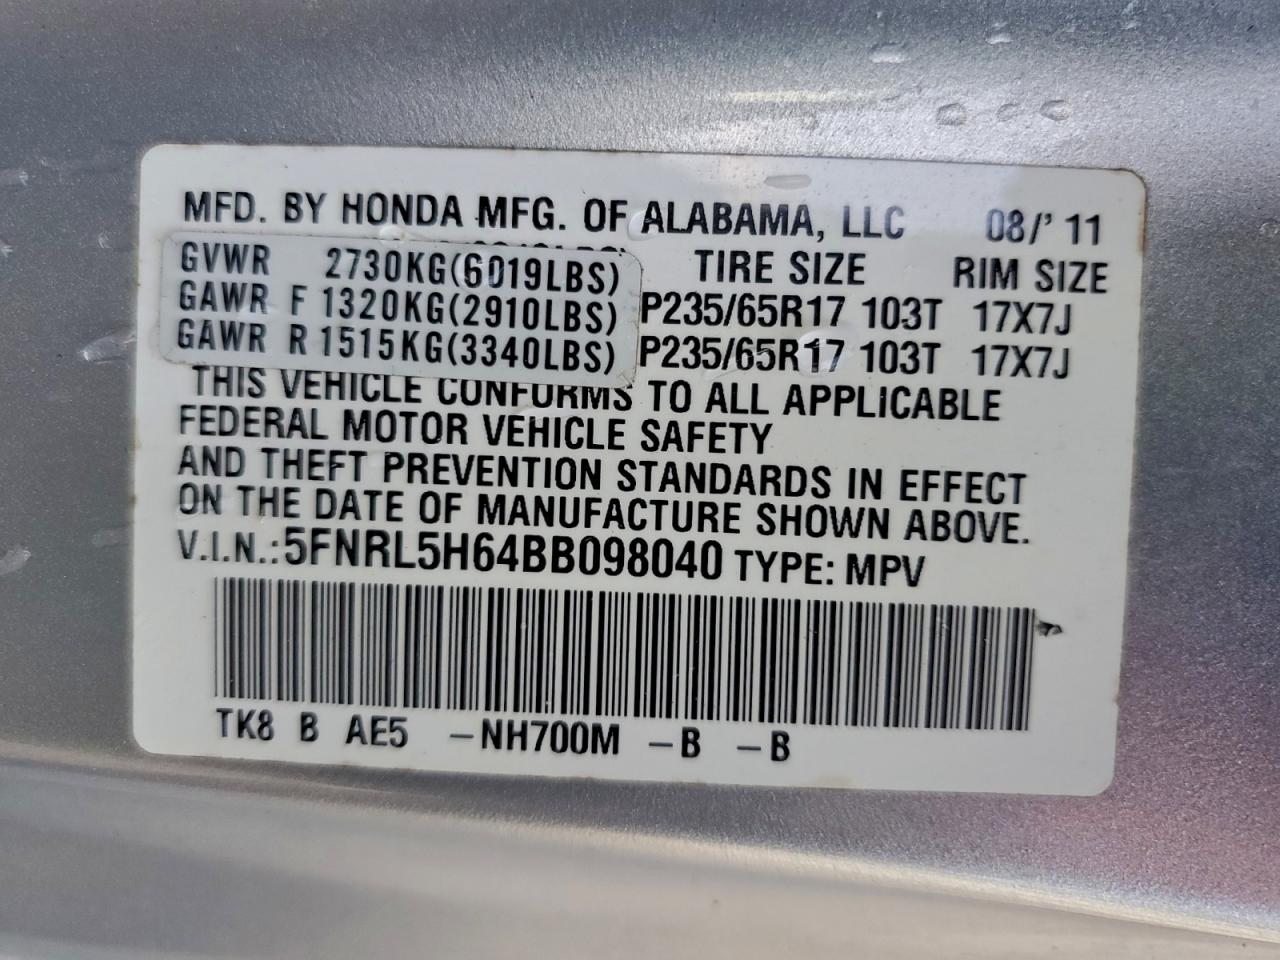 MFD. BY HONDA MFG. OF ALABAMA, LLC 08/'11
GVWR 2730KG(6019LBS) TIRE SIZE RIM SIZE
GAWR F 1320KG(2910LBS) P235/65R17 103T 17X7J
GAWR R 1515KG(3340LBS) P235/65R17 103T 17X7J
THIS VEHICLE CONFORMS TO ALL APPLICABLE
FEDERAL MOTOR VEHICLE SAFETY
AND THEFT PREVENTION STANDARDS IN EFFECT
ON THE DATE OF MANUFACTURE SHOWN ABOVE.
V.I.N.:5FNRL5H64BB098040 TYPE: MPV
TK8 B AE5 -NH700M -B -B